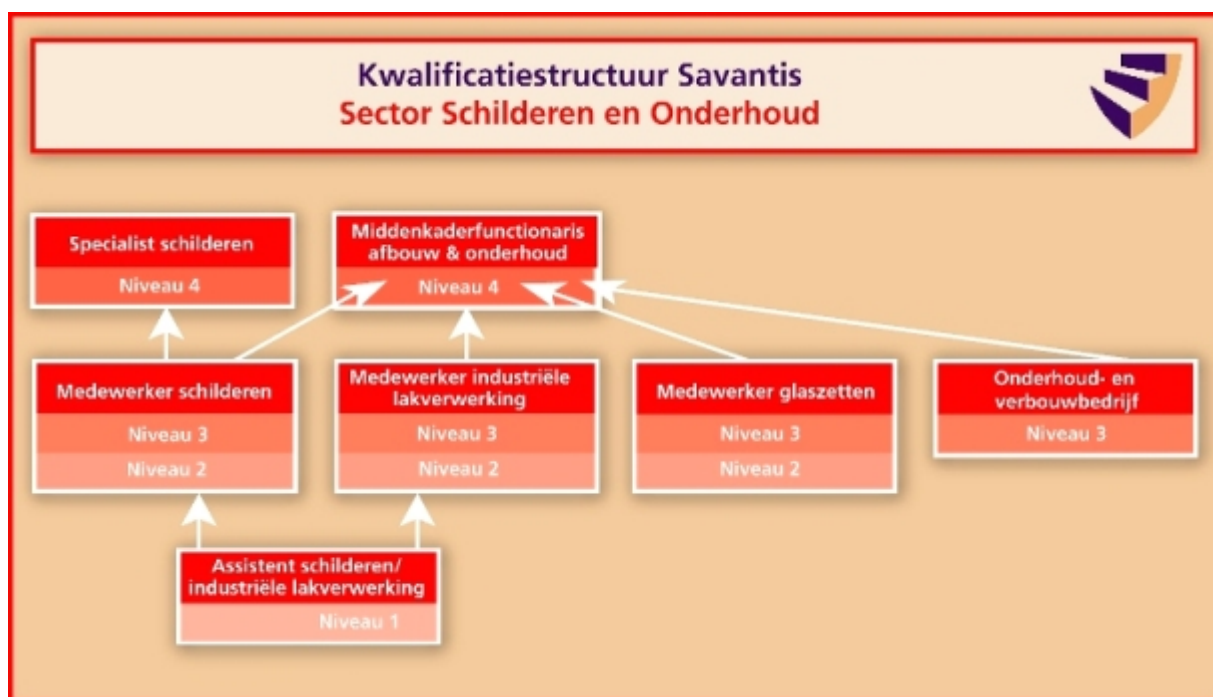 Kwalificatiestructuur Savantis
Sector Schilderen en Onderhoud
Specialist schilderen
Niveau 4
Middenkaderfunctionaris
afbouw & onderhoud
Niveau 4
Medewerker schilderen
Niveau 3
Niveau 2
Medewerker industriële
lakverwerking
Niveau 3
Niveau 2
Medewerker glaszetten
Niveau 3
Niveau 2
Onderhoud- en
verbouwbedrijf
Niveau 3
Assistent schilderen/
industriële lakverwerking
Niveau 1